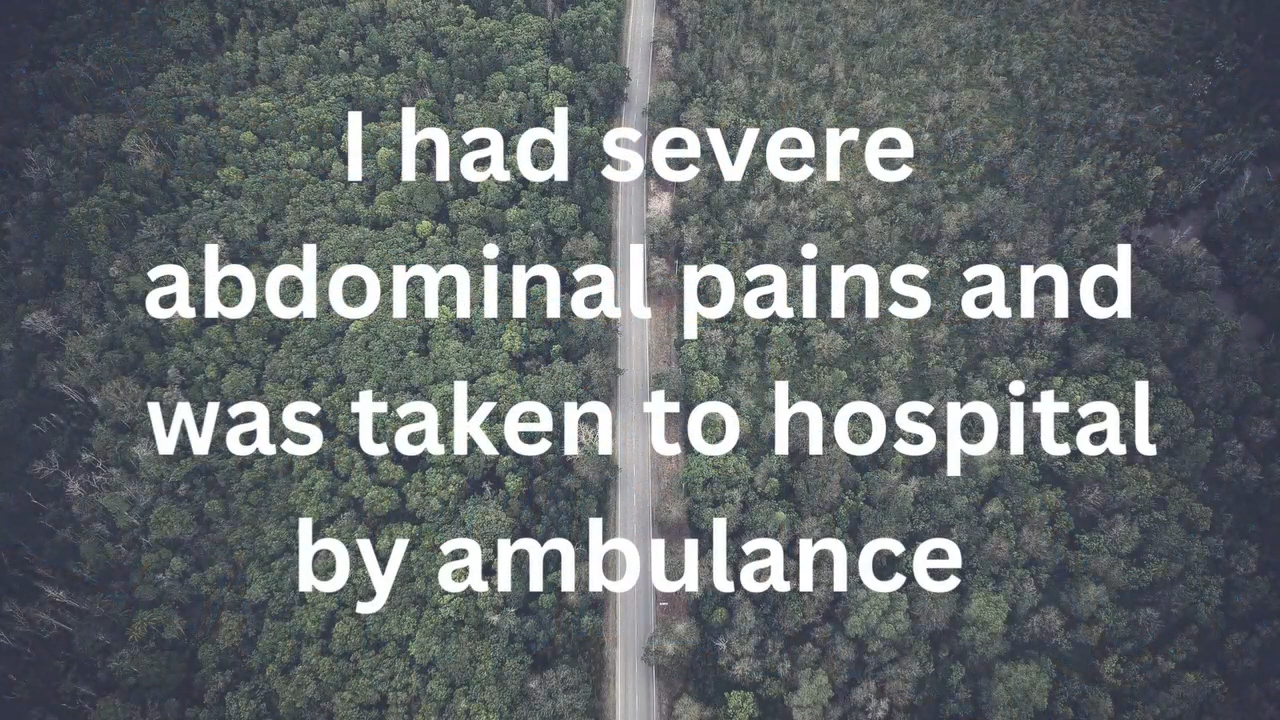 I had severe
abdominal pains and
was taken to hospital
by ambulance